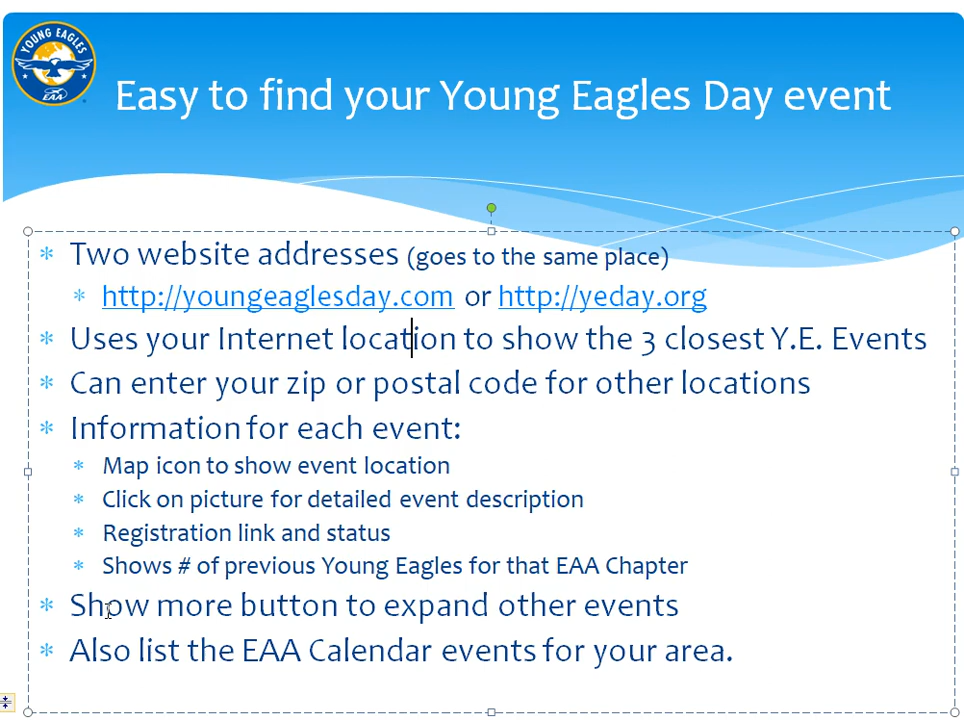 YOUNG EAGLES
EAA
Easy to find your Young Eagles Day event
* Two website addresses (goes to the same place)
* http://youngeaglesday.com or http://yeday.org
* Uses your Internet location to show the 3 closest Y.E. Events
* Can enter your zip or postal code for other locations
* Information for each event:
* Map icon to show event location
* Click on picture for detailed event description
* Registration link and status
* Shows # of previous Young Eagles for that EAA Chapter
* Show more button to expand other events
* Also list the EAA Calendar events for your area.